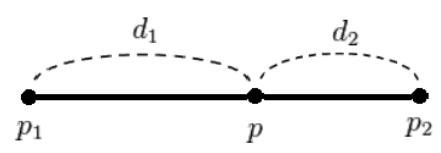 d₁ d₂
p₁ p p₂